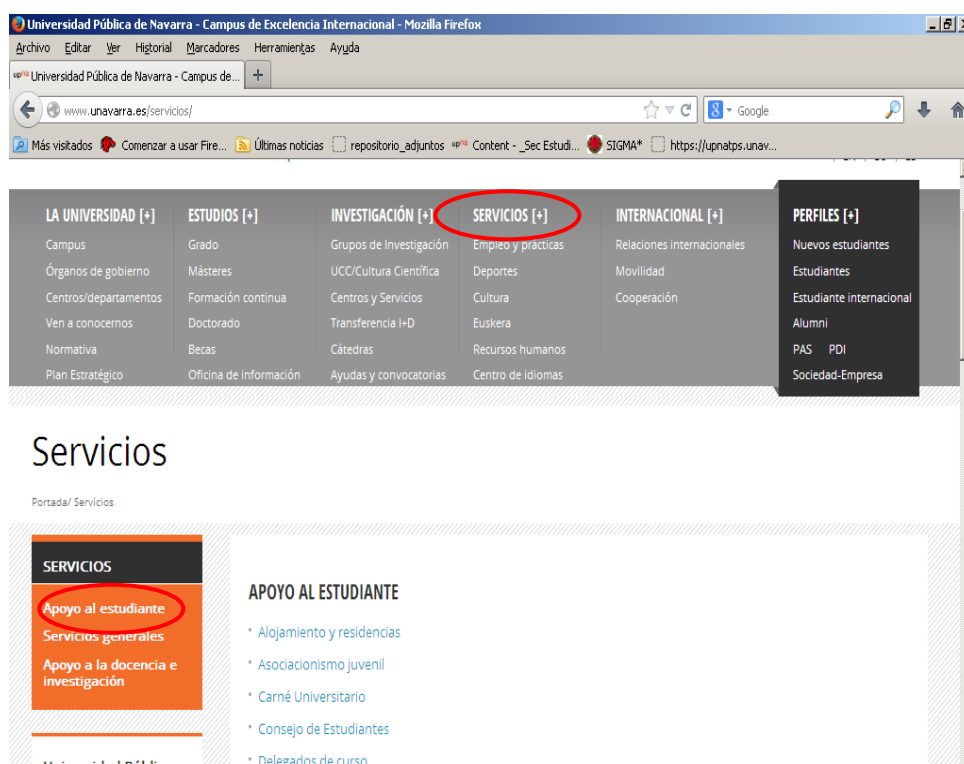 Universidad Pública de Navarra - Campus de Excelencia Internacional - Mozilla Firefox
Archivo Editar Ver Historial Marcadores Herramientas Ayuda
upna Universidad Pública de Navarra - Campus de... +
www.unavarra.es/servicios/ Google
Más visitados Comenzar a usar Fire... Últimas noticias repositorio_adjuntos upna Content - _Sec Estudi... SIGMA* https://upnatps.unav...
LA UNIVERSIDAD [+] ESTUDIOS [+] INVESTIGACIÓN [+] SERVICIOS [+] INTERNACIONAL [+] PERFILES [+]
Campus Grado Grupos de Investigación Empleo y prácticas Relaciones internacionales Nuevos estudiantes
Órganos de gobierno Másteres UCC/Cultura Científica Deportes Movilidad Estudiantes
Centros/departamentos Formación continua Centros y Servicios Cultura Cooperación Estudiante internacional
Ven a conocernos Doctorado Transferencia I+D Euskera Alumni
Normativa Becas Cátedras Recursos humanos PAS PDI
Plan Estratégico Oficina de información Ayudas y convocatorias Centro de idiomas Sociedad-Empresa
Servicios
Portada/ Servicios
SERVICIOS
Apoyo al estudiante
Servicios generales
Apoyo a la docencia e
investigación
APOYO AL ESTUDIANTE
Alojamiento y residencias
Asociacionismo juvenil
Carné Universitario
Consejo de Estudiantes
Delegados de curso